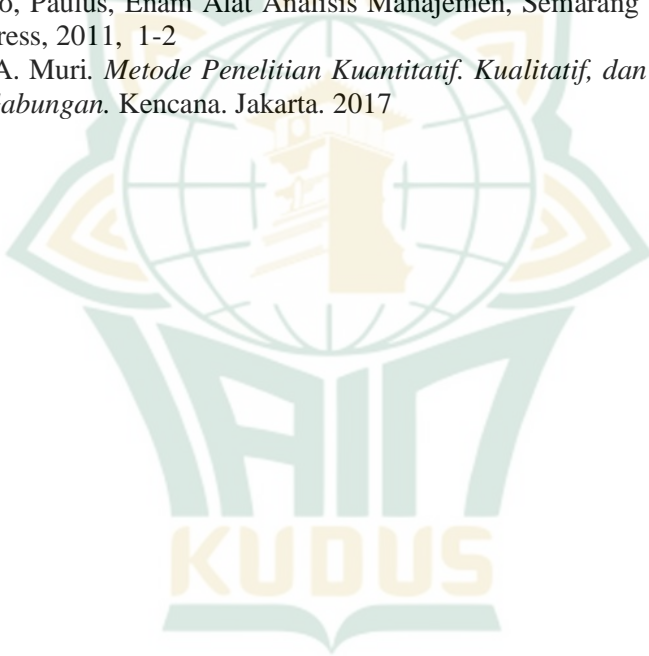 o, Paulus, Enam Alat Analisis Manajemen, Semarang
ress, 2011, 1-2
A. Muri. Metode Penelitian Kuantitatif. Kualitatif, dan
abungan. Kencana. Jakarta. 2017
IAIN
KUDUS